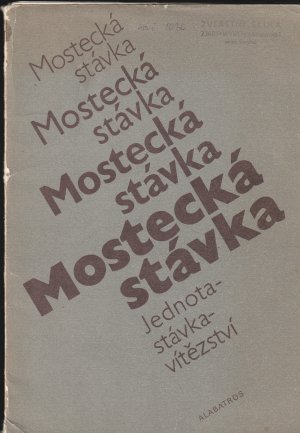 Mostecká
stávka
Mostecká
stávka
Mostecká
stávka
Mostecká
stávka
Jednota-
stávka-
vítězství
ALBATROS